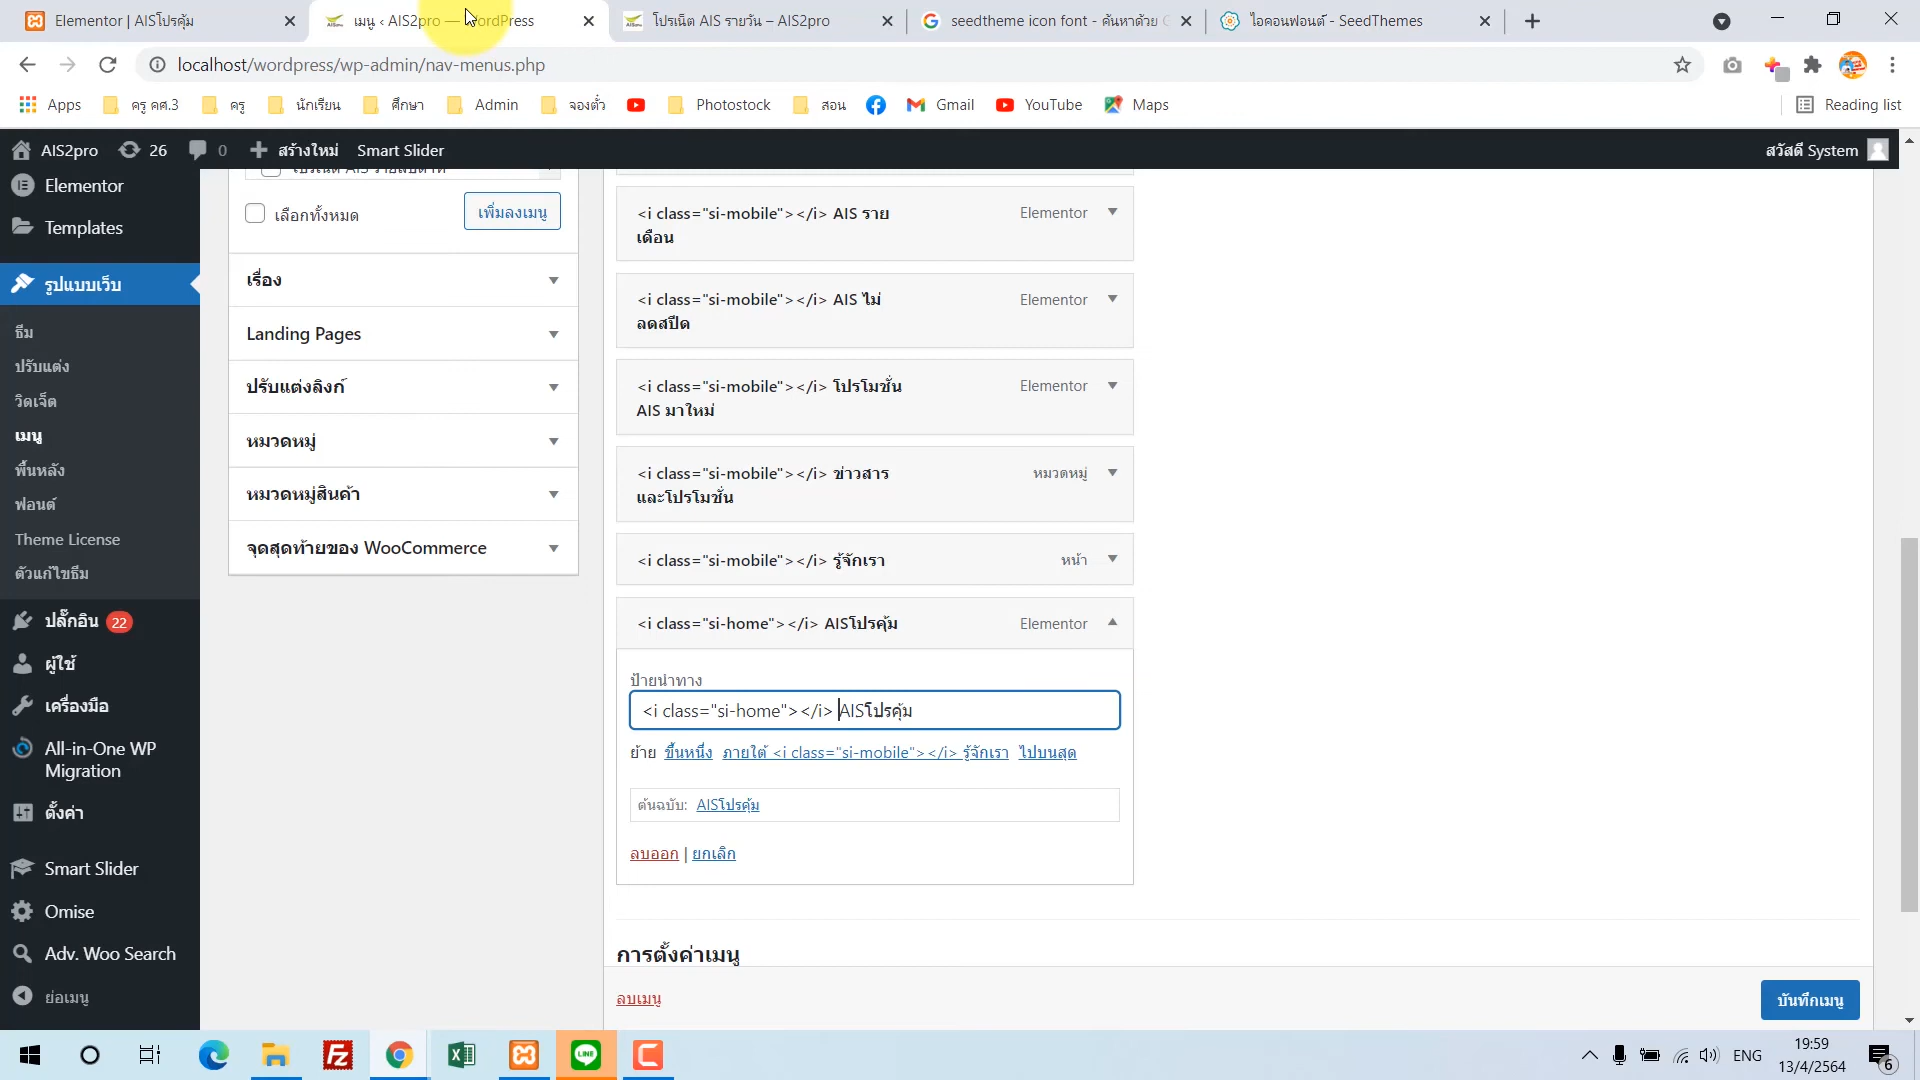 Elementor | AISโปรคุ้ม
เมนู ‹ AIS2pro — WordPress
โปรเน็ต AIS รายวัน – AIS2pro
seedtheme icon font - ค้นหาด้วย G
ไอคอนฟอนต์ - SeedThemes
localhost/wordpress/wp-admin/nav-menus.php
Apps
ครู คศ.3
ครู
นักเรียน
ศึกษา
Admin
จองตั๋ว
Photostock
สอน
Gmail
YouTube
Maps
Reading list
AIS2pro
26
0
สร้างใหม่
Smart Slider
สวัสดี System
Elementor
Templates
รูปแบบเว็บ
ธีม
ปรับแต่ง
วิดเจ็ต
เมนู
พื้นหลัง
ฟอนต์
Theme License
ตัวแก้ไขธีม
ปลั๊กอิน 22
ผู้ใช้
เครื่องมือ
All-in-One WP
Migration
ตั้งค่า
Smart Slider
Omise
Adv. Woo Search
ย่อเมนู
โปรเน็ต AIS รายสัปดาห์
เลือกทั้งหมด
เพิ่มลงเมนู
เรื่อง
Landing Pages
ปรับแต่งลิงก์
หมวดหมู่
หมวดหมู่สินค้า
จุดสุดท้ายของ WooCommerce
<i class="si-mobile"></i> AIS ราย
เดือน
Elementor
<i class="si-mobile"></i> AIS ไม่
ลดสปีด
Elementor
<i class="si-mobile"></i> โปรโมชั่น
AIS มาใหม่
Elementor
<i class="si-mobile"></i> ข่าวสาร
และโปรโมชั่น
หมวดหมู่
<i class="si-mobile"></i> รู้จักเรา
หน้า
<i class="si-home"></i> AISโปรคุ้ม
Elementor
ป้ายนำทาง
<i class="si-home"></i> AISโปรคุ้ม
ย้าย ขึ้นหนึ่ง ภายใต้ <i class="si-mobile"></i> รู้จักเรา ไปบนสุด
ต้นฉบับ: AISโปรคุ้ม
ลบออก | ยกเลิก
การตั้งค่าเมนู
ลบเมนู
บันทึกเมนู
ENG
19:59
13/4/2564
6